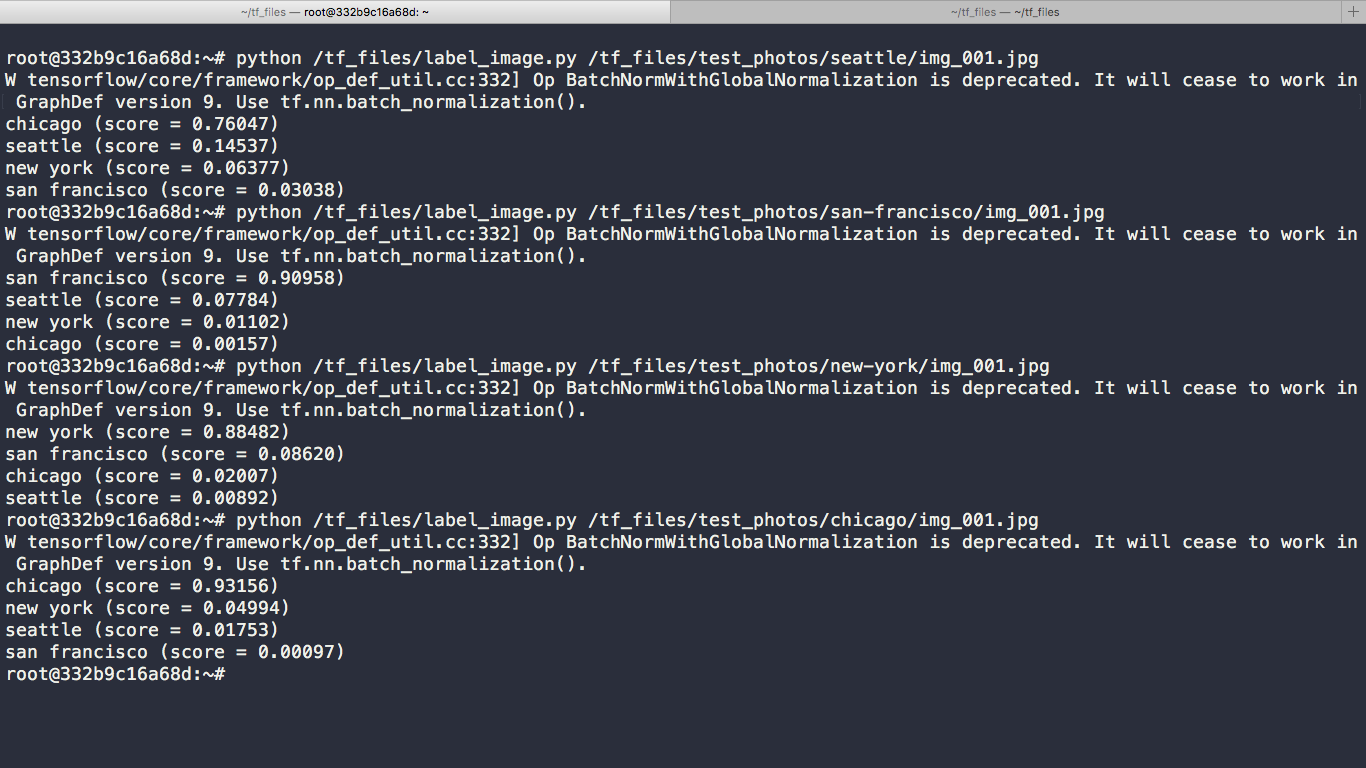 ~/tf_files — root@332b9c16a68d: ~
~/tf_files — ~/tf_files
root@332b9c16a68d:~# python /tf_files/label_image.py /tf_files/test_photos/seattle/img_001.jpg
W tensorflow/core/framework/op_def_util.cc:332] Op BatchNormWithGlobalNormalization is deprecated. It will cease to work in
GraphDef version 9. Use tf.nn.batch_normalization().
chicago (score = 0.76047)
seattle (score = 0.14537)
new york (score = 0.06377)
san francisco (score = 0.03038)
root@332b9c16a68d:~# python /tf_files/label_image.py /tf_files/test_photos/san-francisco/img_001.jpg
W tensorflow/core/framework/op_def_util.cc:332] Op BatchNormWithGlobalNormalization is deprecated. It will cease to work in
GraphDef version 9. Use tf.nn.batch_normalization().
san francisco (score = 0.90958)
seattle (score = 0.07784)
new york (score = 0.01102)
chicago (score = 0.00157)
root@332b9c16a68d:~# python /tf_files/label_image.py /tf_files/test_photos/new-york/img_001.jpg
W tensorflow/core/framework/op_def_util.cc:332] Op BatchNormWithGlobalNormalization is deprecated. It will cease to work in
GraphDef version 9. Use tf.nn.batch_normalization().
new york (score = 0.88482)
san francisco (score = 0.08620)
chicago (score = 0.02007)
seattle (score = 0.00892)
root@332b9c16a68d:~# python /tf_files/label_image.py /tf_files/test_photos/chicago/img_001.jpg
W tensorflow/core/framework/op_def_util.cc:332] Op BatchNormWithGlobalNormalization is deprecated. It will cease to work in
GraphDef version 9. Use tf.nn.batch_normalization().
chicago (score = 0.93156)
new york (score = 0.04994)
seattle (score = 0.01753)
san francisco (score = 0.00097)
root@332b9c16a68d:~#